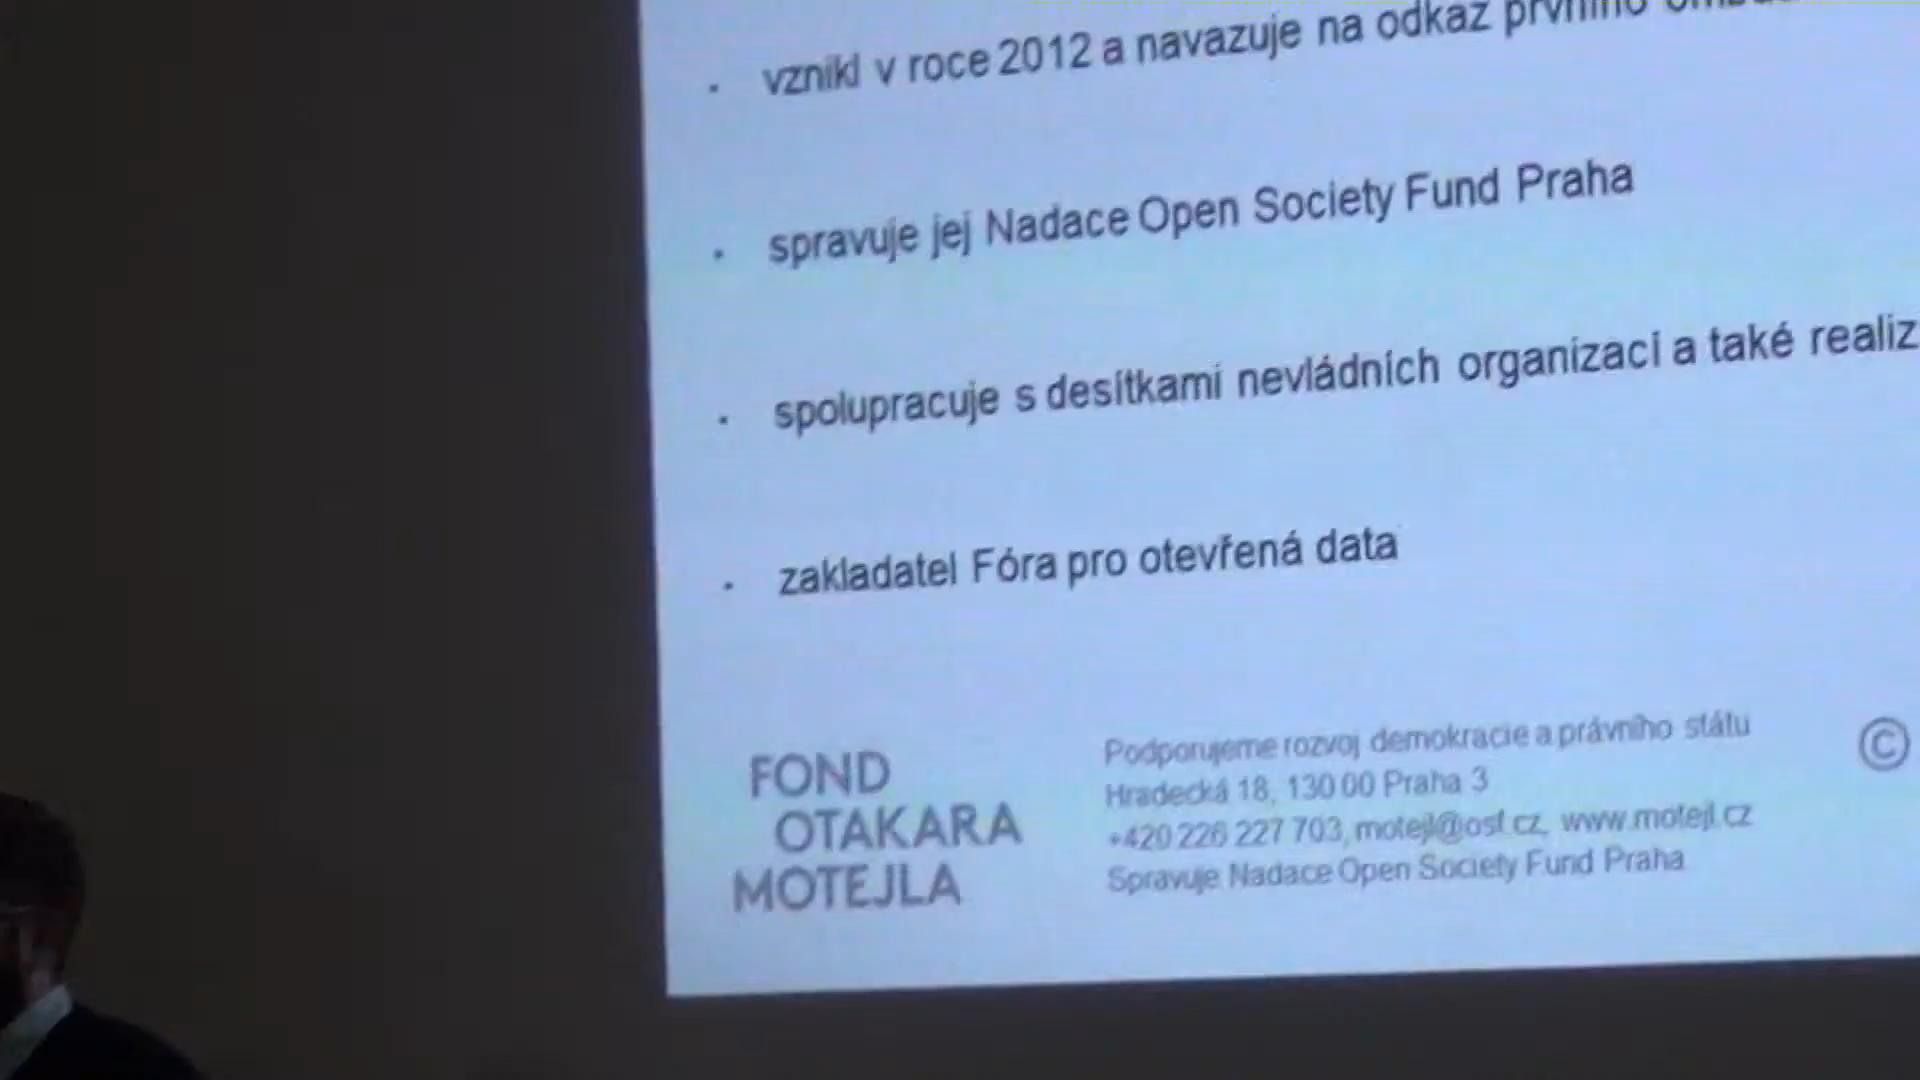 vznikl v roce 2012 a navazuje na odkaz prvního
spravuje jej Nadace Open Society Fund Praha
spolupracuje s desítkami nevládních organizací a také realiz
zakladatel Fóra pro otevřená data
FOND
OTAKARA
MOTEJLA
Podporujeme rozvoj demokracie a právního státu
Hradecká 18, 130 00 Praha 3
+420 226 227 703, motejl@osf.cz, www.motejl.cz
Spravuje Nadace Open Society Fund Praha
©